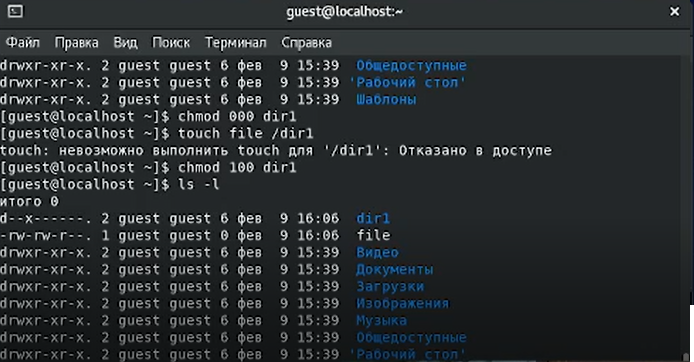 guest@localhost:~
Файл Правка Вид Поиск Терминал Справка
drwxr-xr-x. 2 guest guest 6 фев  9 15:39  Общедоступные
drwxr-xr-x. 2 guest guest 6 фев  9 15:39 'Рабочий стол'
drwxr-xr-x. 2 guest guest 6 фев  9 15:39  Шаблоны
[guest@localhost ~]$ chmod 000 dir1
[guest@localhost ~]$ touch file /dir1
touch: невозможно выполнить touch для '/dir1': Отказано в доступе
[guest@localhost ~]$ chmod 100 dir1
[guest@localhost ~]$ ls -l
итого 0
d--x------. 2 guest guest 6 фев  9 16:06  dir1
-rw-rw-r--. 1 guest guest 0 фев  9 16:06  file
drwxr-xr-x. 2 guest guest 6 фев  9 15:39  Видео
drwxr-xr-x. 2 guest guest 6 фев  9 15:39  Документы
drwxr-xr-x. 2 guest guest 6 фев  9 15:39  Загрузки
drwxr-xr-x. 2 guest guest 6 фев  9 15:39  Изображения
drwxr-xr-x. 2 guest guest 6 фев  9 15:39  Музыка
drwxr-xr-x. 2 guest guest 6 фев  9 15:39  Общедоступные
drwxr-xr-x. 2 guest guest 6 фев  9 15:39 'Рабочий стол'